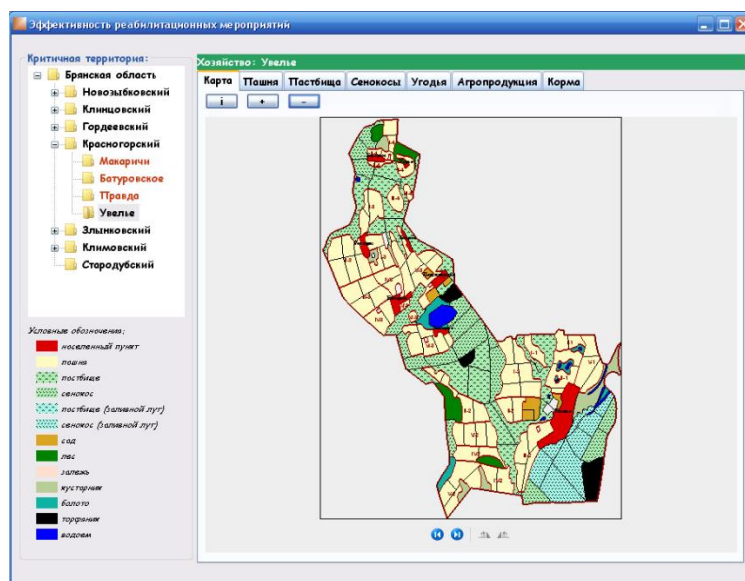 Эффективность реабилитационных мероприятий
Критичная территория:
Брянская область
Новозыбковский
Клинцовский
Гордеевский
Красногорский
Макаричи
Батуровское
Правда
Увелье
Злынковский
Климовский
Стародубский
Хозяйство: Увелье
Карта Пашня Пастбища Сенокосы Угодья Агропродукция Корма
i + -
Условные обозначения:
населенный пункт
пашня
пастбище
сенокос
пастбище (заливной луг)
сенокос (заливной луг)
сад
лес
залежь
кустарник
болото
торфяник
водоем